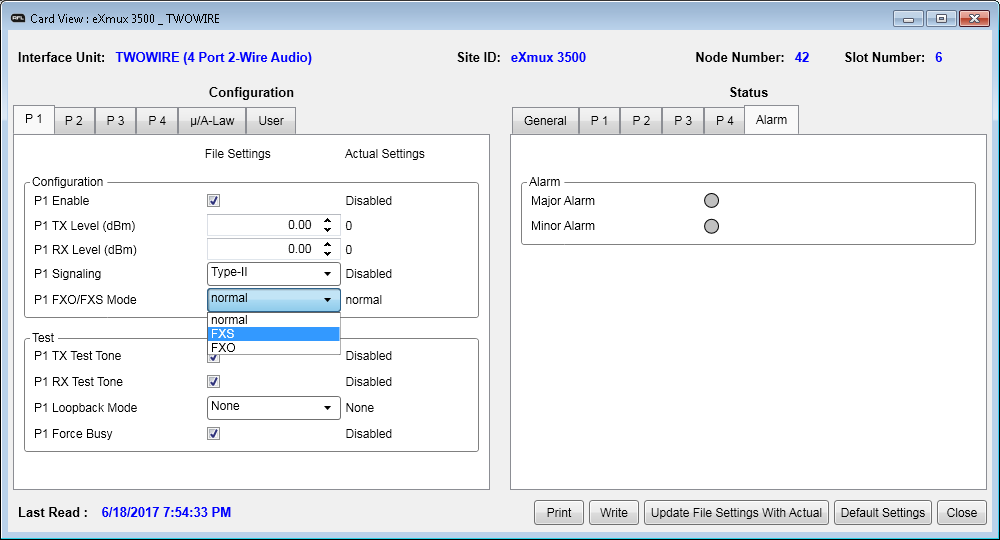 AFL Card View : eXmux 3500 _ TWOWIRE
Interface Unit: TWOWIRE (4 Port 2-Wire Audio) Site ID: eXmux 3500 Node Number: 42 Slot Number: 6
Configuration
P 1 P 2 P 3 P 4 µ/A-Law User
File Settings Actual Settings
Configuration
P1 Enable Disabled
P1 TX Level (dBm) 0.00 0
P1 RX Level (dBm) 0.00 0
P1 Signaling Type-II Disabled
P1 FXO/FXS Mode normal normal
normal
FXS
FXO
Test
P1 TX Test Tone Disabled
P1 RX Test Tone Disabled
P1 Loopback Mode None None
P1 Force Busy Disabled
Status
General P 1 P 2 P 3 P 4 Alarm
Alarm
Major Alarm
Minor Alarm
Last Read : 6/18/2017 7:54:33 PM
Print Write Update File Settings With Actual Default Settings Close